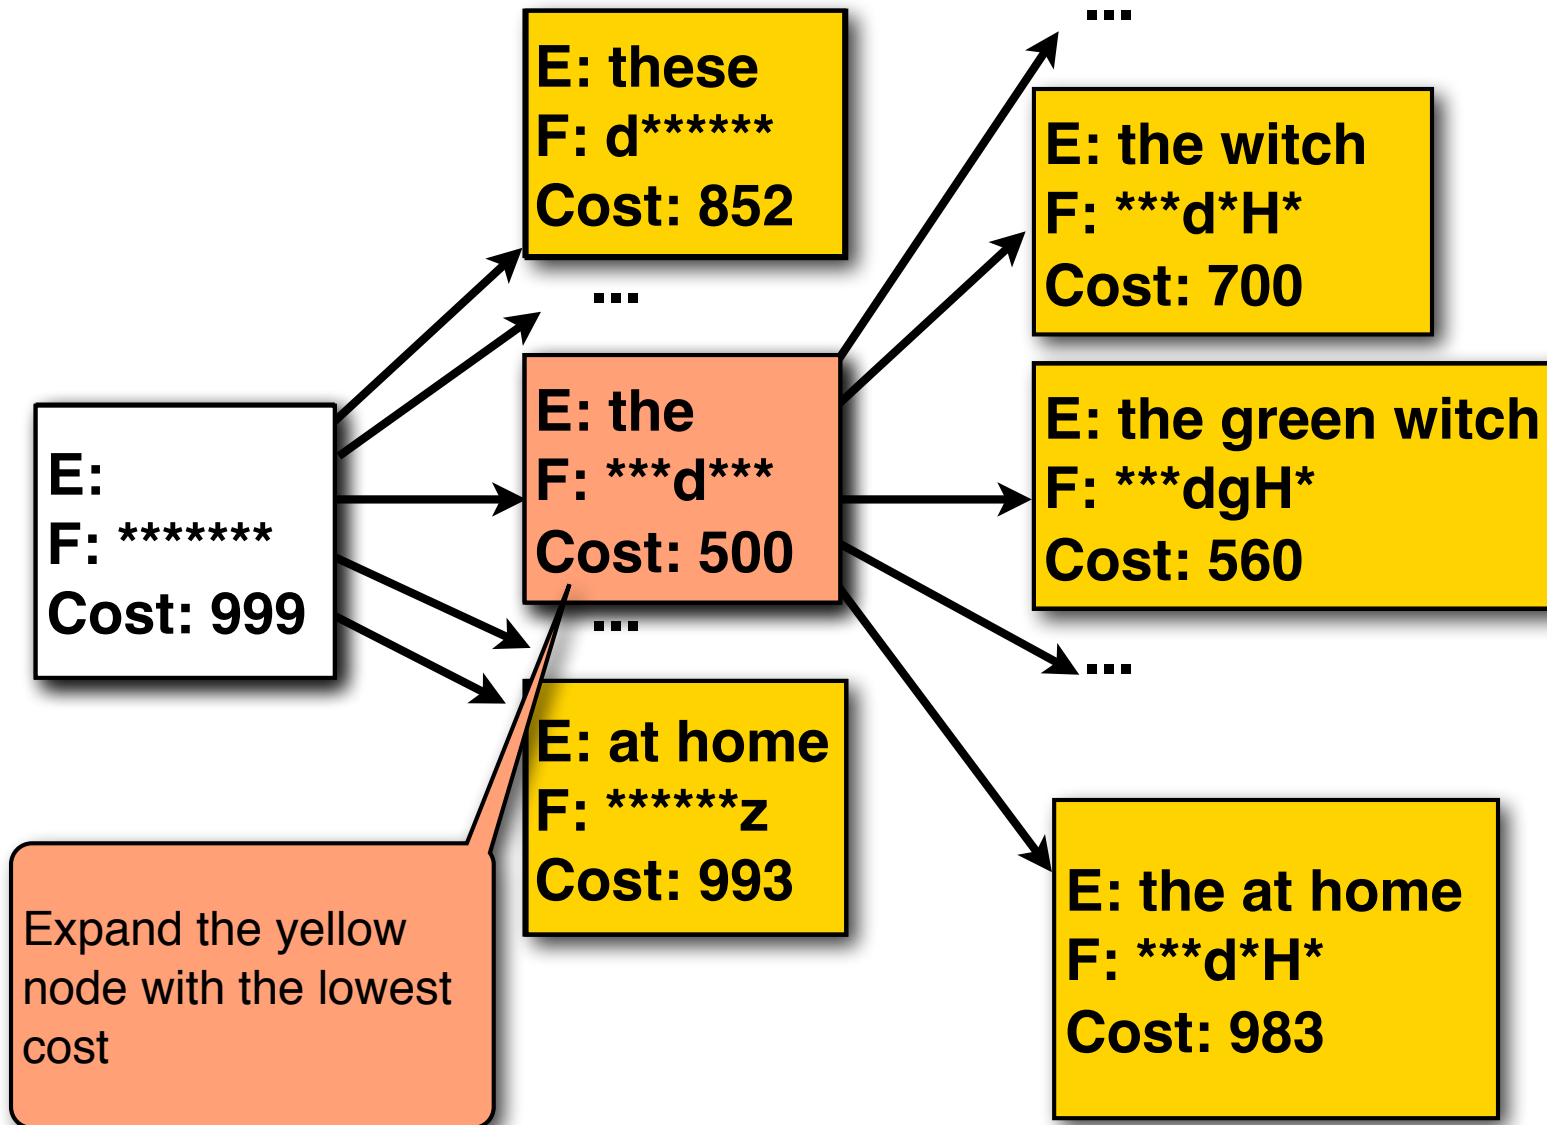 E:
F: *******
Cost: 999
E: these
F: d******
Cost: 852
...
E: the
F: ***d***
Cost: 500
...
E: at home
F: ******z
Cost: 993
Expand the yellow
node with the lowest
cost
...
E: the witch
F: ***d*H*
Cost: 700
E: the green witch
F: ***dgH*
Cost: 560
...
E: the at home
F: ***d*H*
Cost: 983